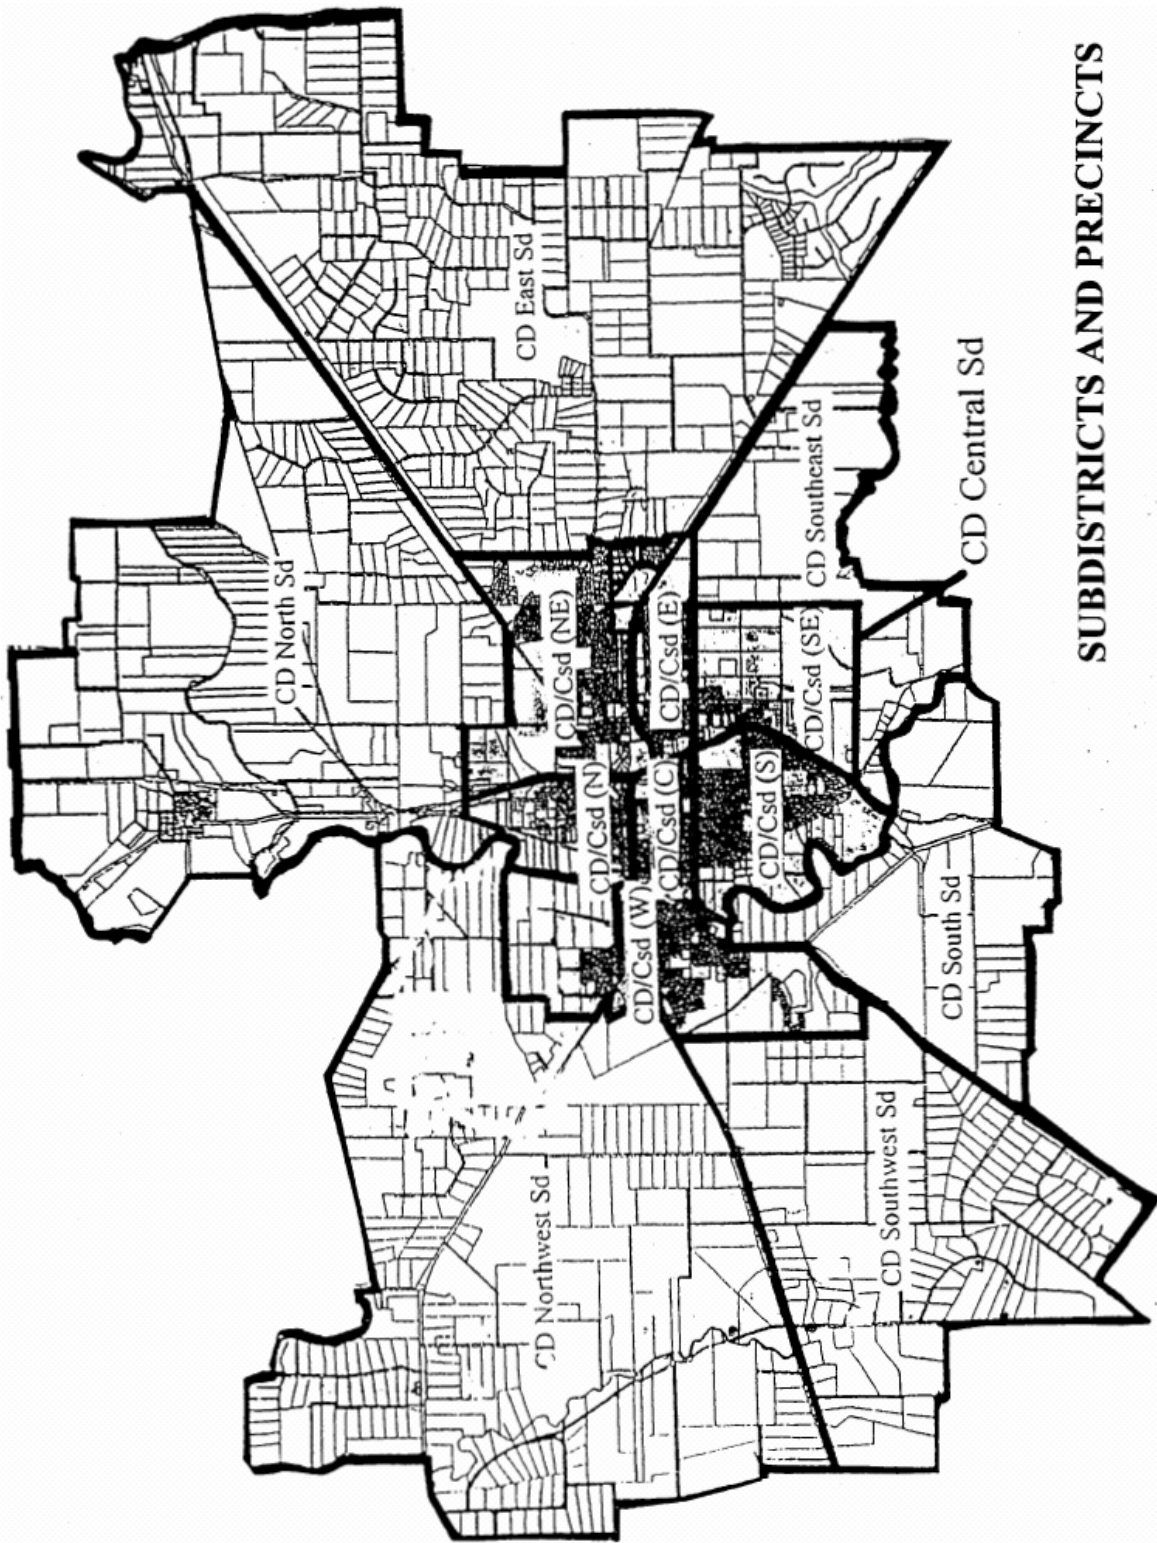 CD North Sd
CD East Sd
CD Northwest Sd
CD/Csd (NE)
CD/Csd (N)
CD/Csd (W)
CD/Csd (C)
CD/Csd (E)
CD/Csd (S)
CD/Csd (SE)
CD Southeast Sd
CD Southwest Sd
CD South Sd
CD Central Sd
SUBDISTRICTS AND PRECINCTS